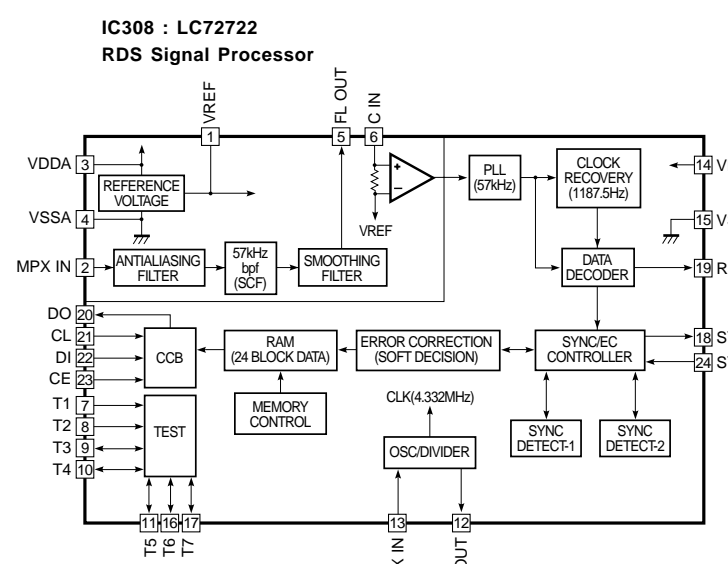 IC308 : LC72722
RDS Signal Processor
VREF
FL OUT
C IN
1
5
6
VDDA 3
REFERENCE
VOLTAGE
VSSA 4
+
–
VREF
PLL
(57kHz)
CLOCK
RECOVERY
(1187.5Hz)
14 V
15 V
MPX IN 2
ANTIALIASING
FILTER
57kHz
bpf
(SCF)
SMOOTHING
FILTER
DATA
DECODER
19 R
DO 20
CL 21
DI 22
CE 23
CCB
RAM
(24 BLOCK DATA)
ERROR CORRECTION
(SOFT DECISION)
SYNC/EC
CONTROLLER
18
24
T1 7
T2 8
T3 9
T4 10
TEST
MEMORY
CONTROL
CLK(4.332MHz)
OSC/DIVIDER
SYNC
DETECT-1
SYNC
DETECT-2
11
16
17
13
12
T5
T6
T7
IN
OUT